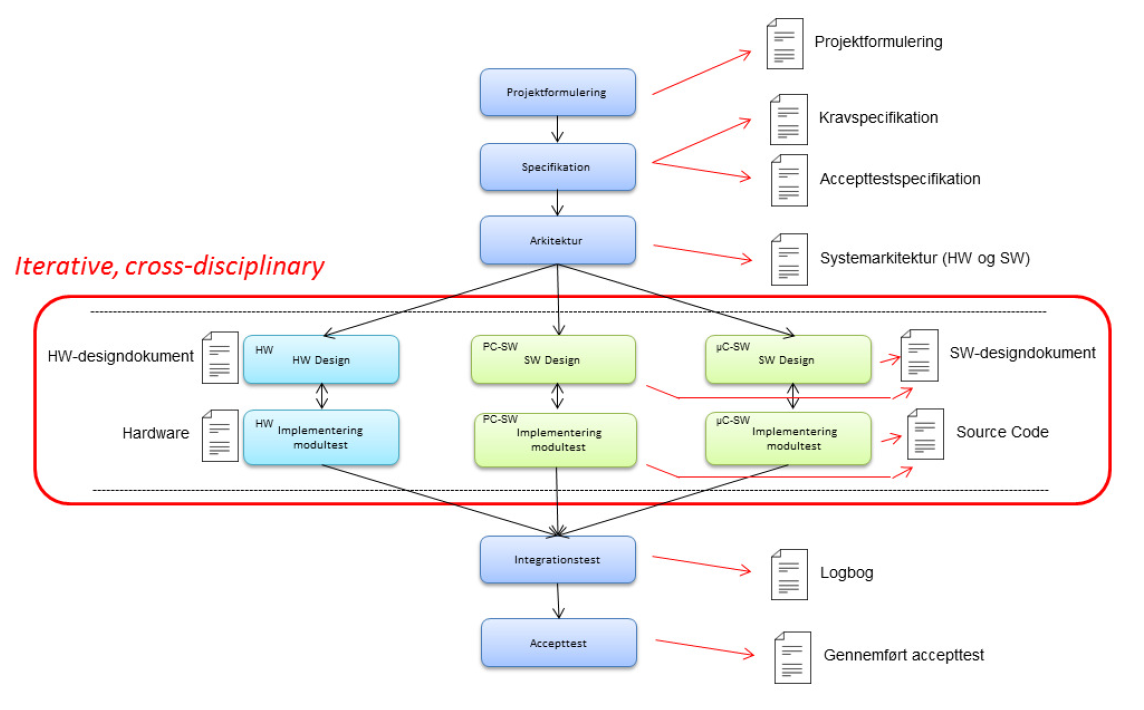 Projektformulering
Projektformulering
Kravspecifikation
Specifikation
Accepttestspecifikation
Arkitektur
Systemarkitektur (HW og SW)
Iterative, cross-disciplinary
HW-designdokument
HW
HW Design
PC-SW
SW Design
µC-SW
SW Design
SW-designdokument
Hardware
HW
Implementering
modultest
PC-SW
Implementering
modultest
µC-SW
Implementering
modultest
Source Code
Integrationstest
Logbog
Accepttest
Gennemført accepttest